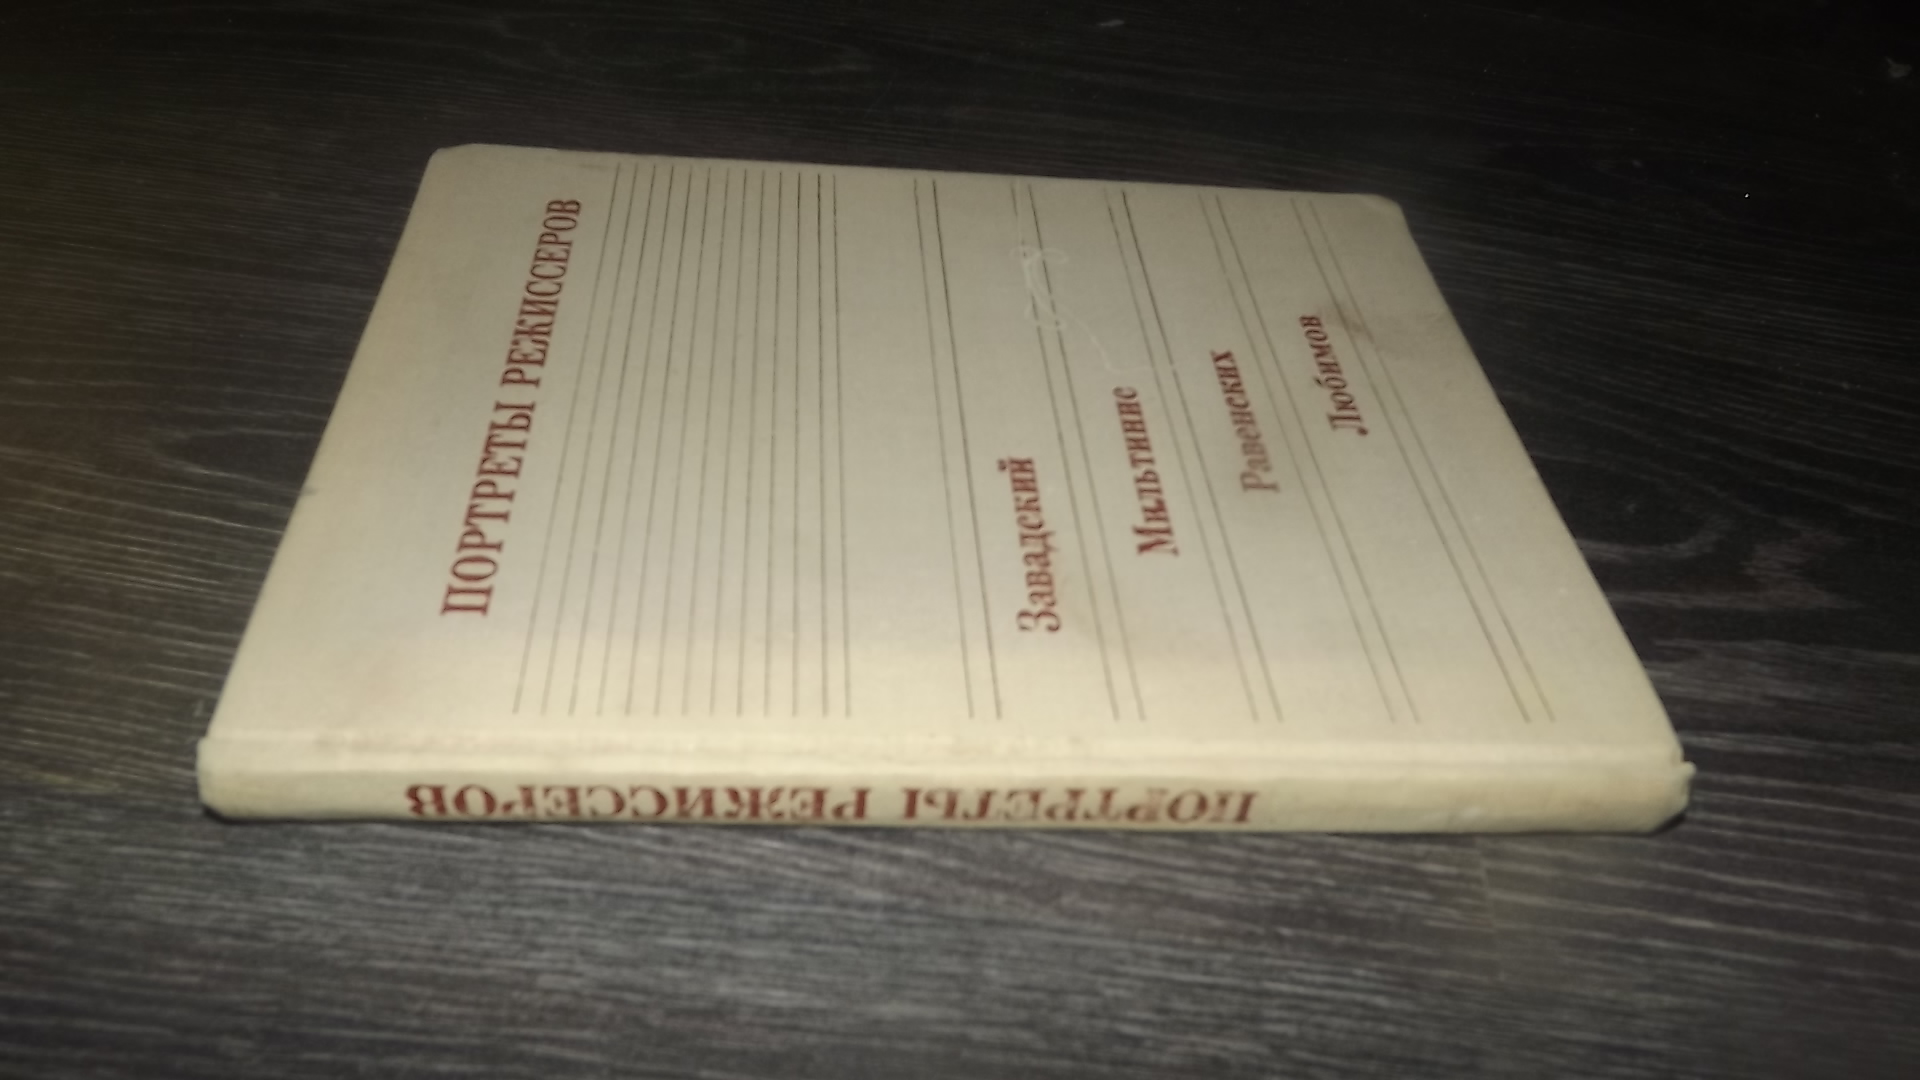 ПОРТРЕТЫ РЕЖИССЕРОВ
Завадский
Мильтинис
Равенских
Любимов
ПОРТРЕТЫ РЕЖИССЕРОВ